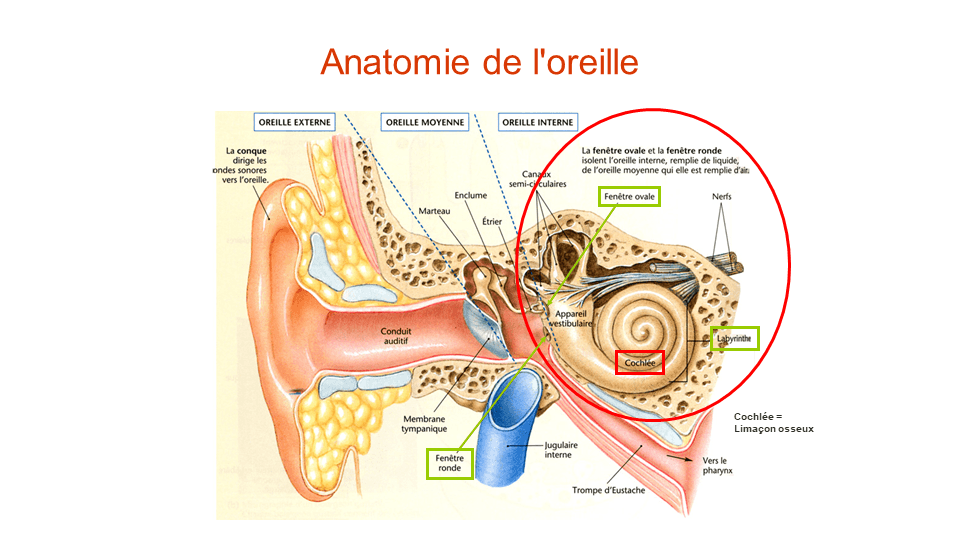 Anatomie de l'oreille
OREILLE EXTERNE
OREILLE MOYENNE
OREILLE INTERNE
La conque
dirige les
ondes sonores
vers l'oreille.
La fenêtre ovale et la fenêtre ronde
isolent l'oreille interne, remplie de liquide,
de l'oreille moyenne qui elle est remplie d'air.
Canaux
semi-circulaires
Enclume
Fenêtre ovale
Nerfs
Marteau
Étrier
Appareil
vestibulaire
Conduit
auditif
Labyrinthe
Cochlée
Membrane
tympanique
Cochlée =
Limaçon osseux
Fenêtre
ronde
Jugulaire
interne
Vers le
pharynx
Trompe d'Eustache